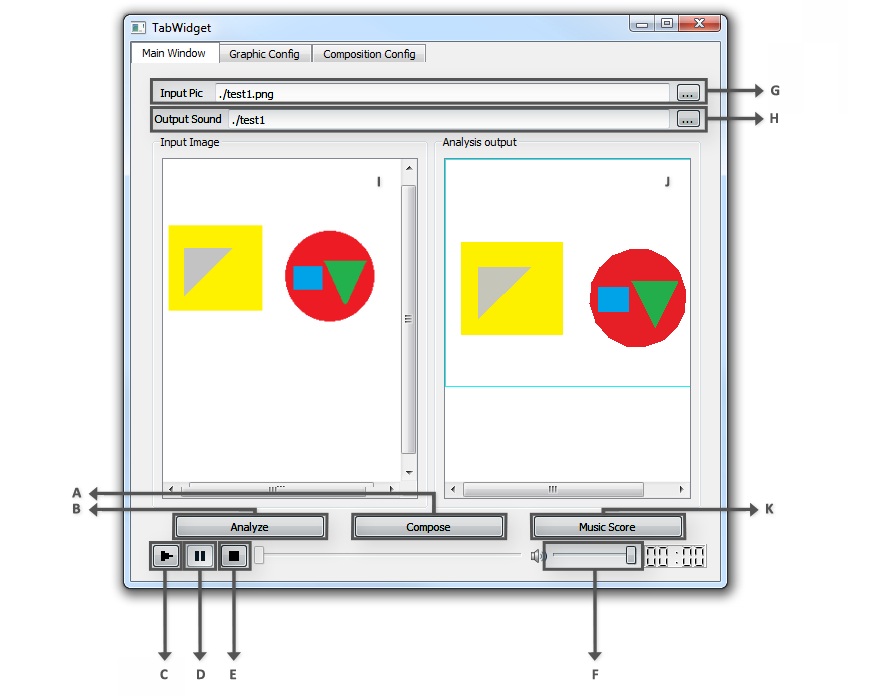 TabWidget
Main Window Graphic Config Composition Config
Input Pic ./test1.png ... G
Output Sound ./test1 ... H
Input Image Analysis output
I J
A
B K
Analyze Compose Music Score
00:00
C D E F